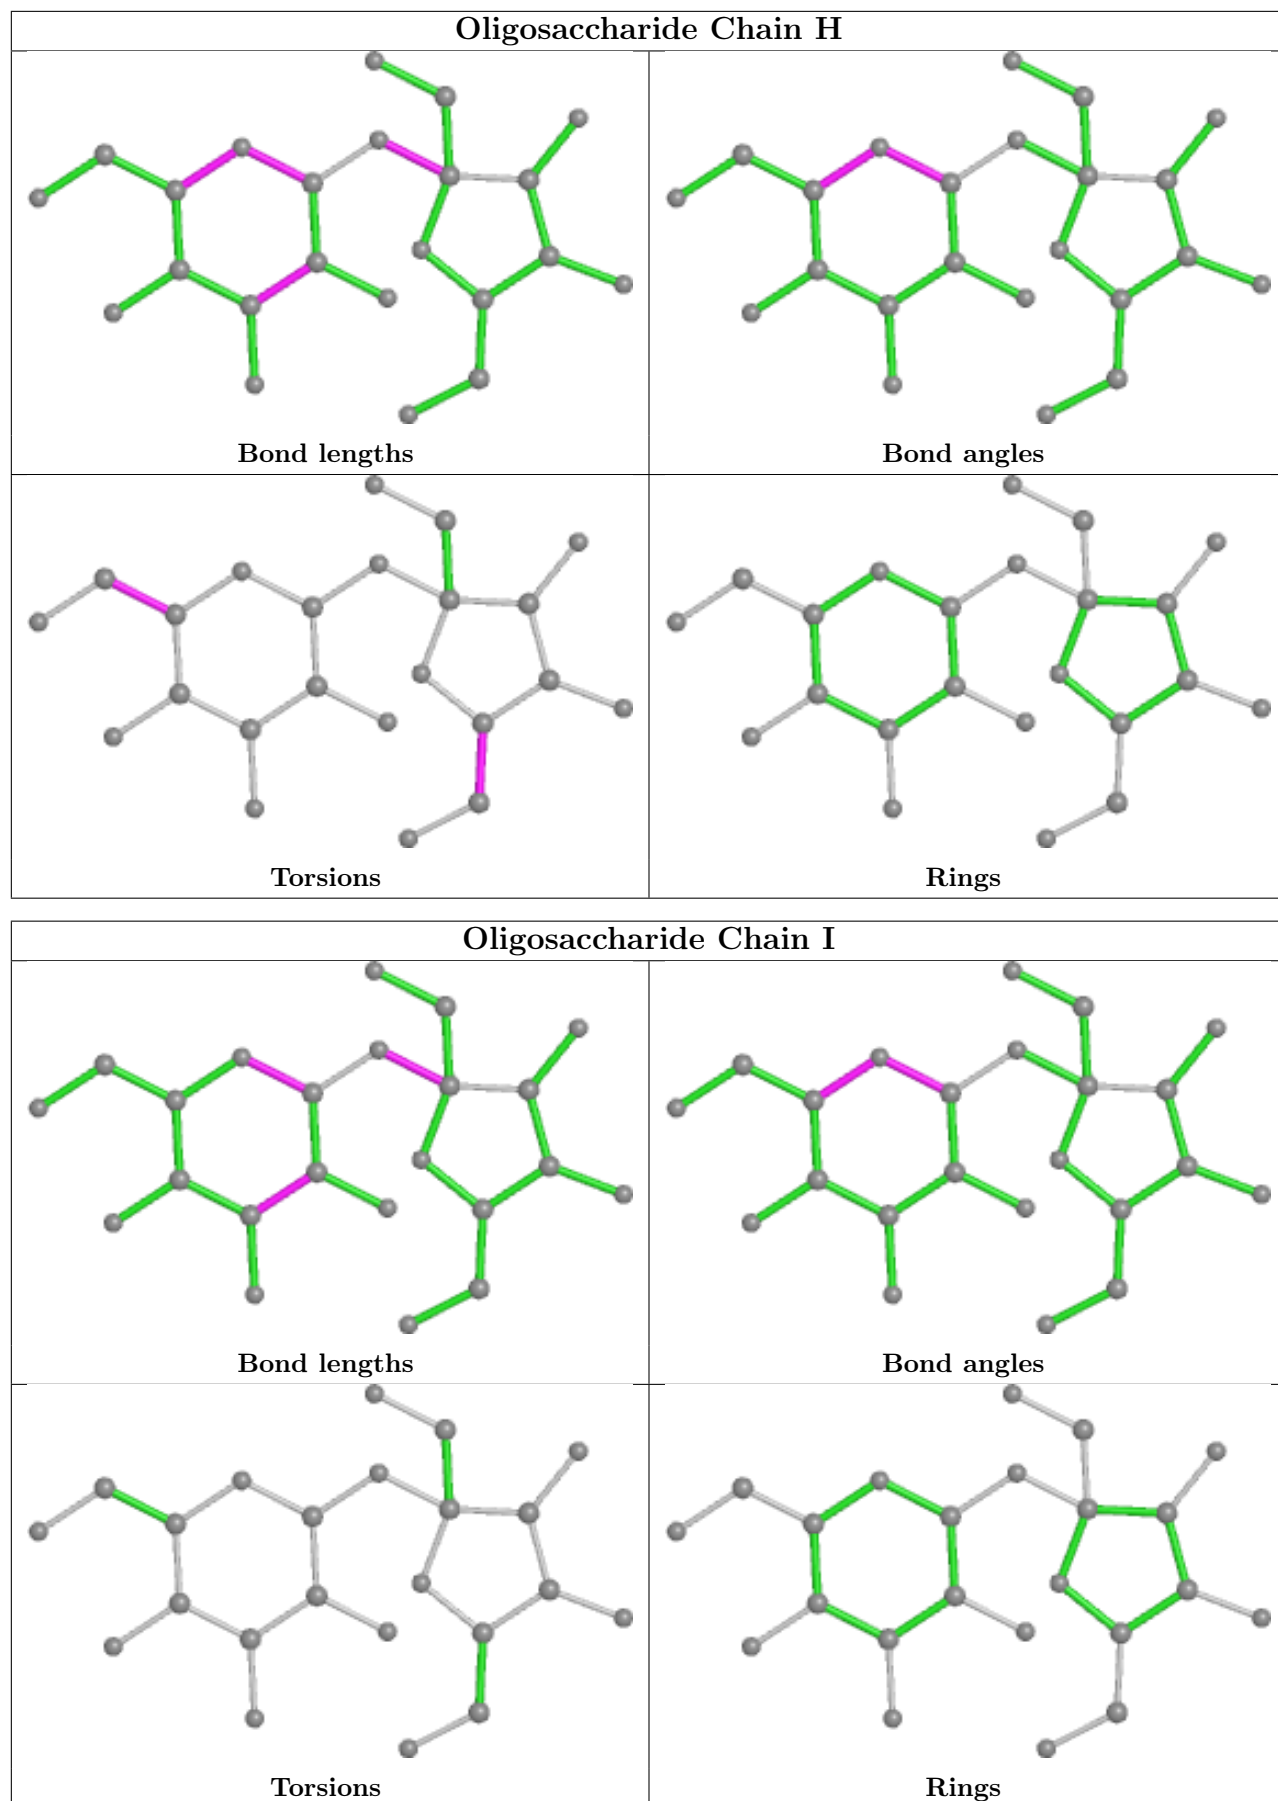 Oligosaccharide Chain H
Bond lengths
Bond angles
Torsions
Rings
Oligosaccharide Chain I
Bond lengths
Bond angles
Torsions
Rings